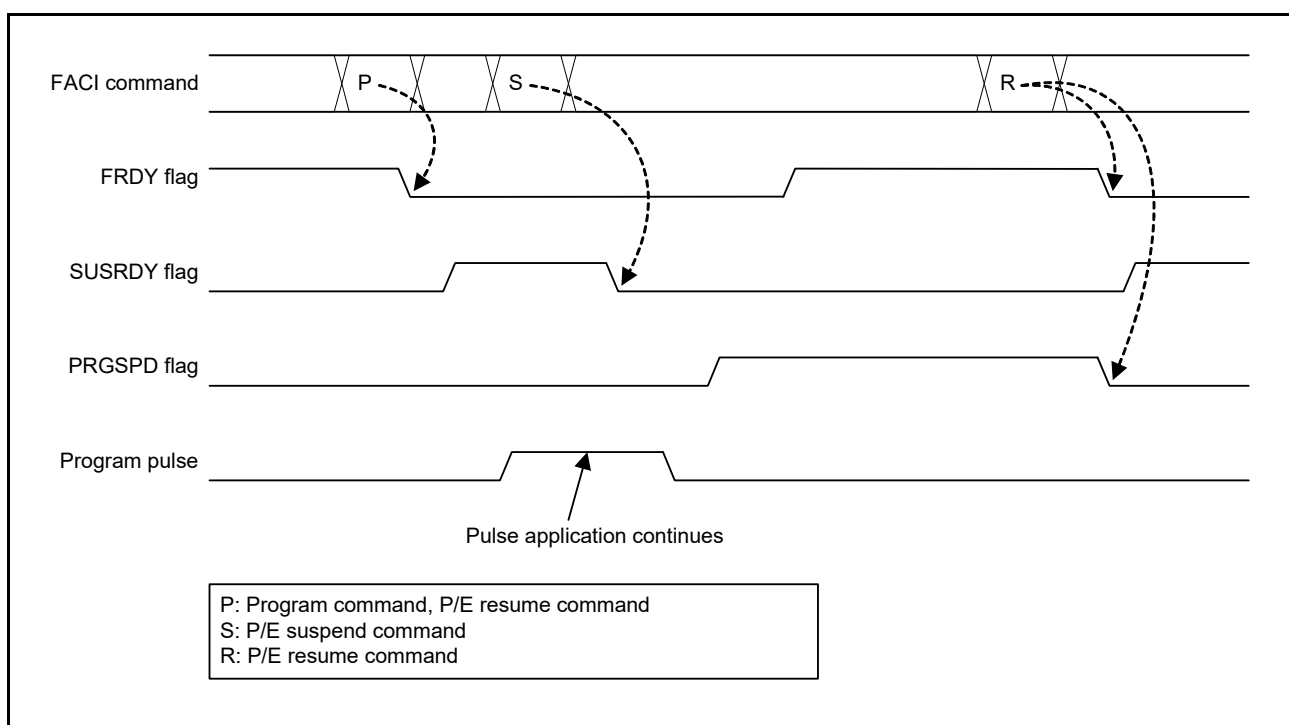 FACI command
P
S
R
FRDY flag
SUSRDY flag
PRGSPD flag
Program pulse
Pulse application continues
P: Program command, P/E resume command
S: P/E suspend command
R: P/E resume command